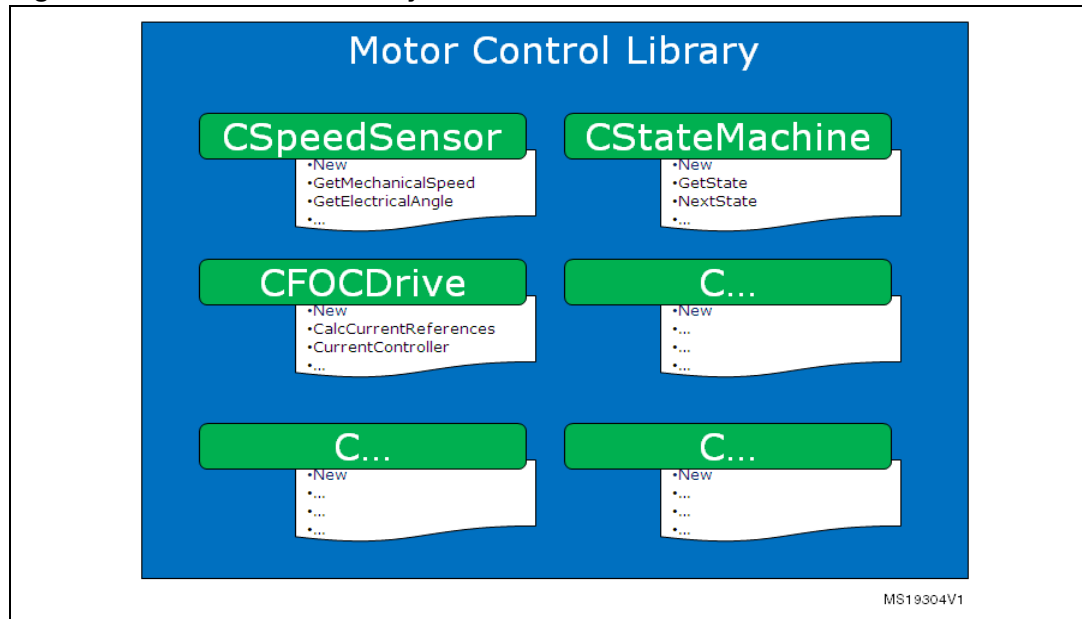 Motor Control Library
CSpeedSensor
•New
•GetMechanicalSpeed
•GetElectricalAngle
•...
CStateMachine
•New
•GetState
•NextState
•...
CFOCDrive
•New
•CalcCurrentReferences
•CurrentController
•...
C...
•New
•...
•...
•...
C...
•New
•...
•...
•...
C...
•New
•...
•...
•...
MS19304V1